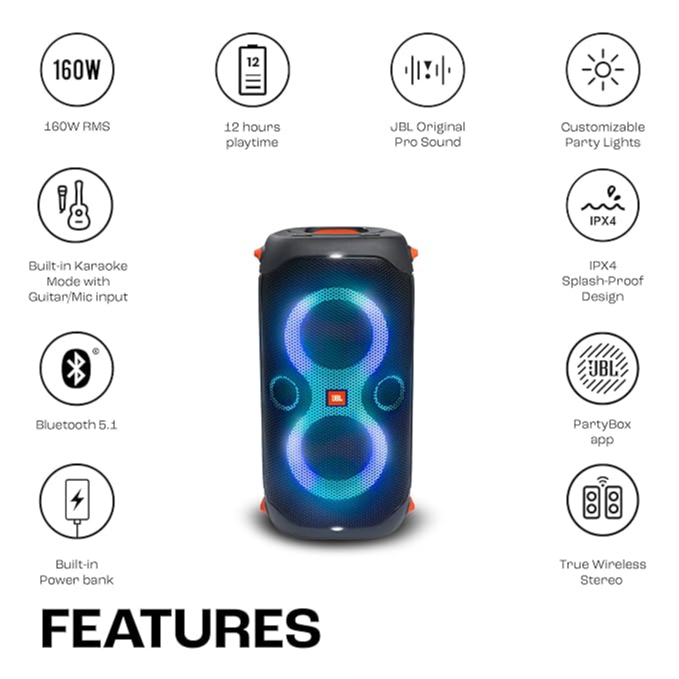 160W
160W RMS
12
12 hours
playtime
JBL Original
Pro Sound
Customizable
Party Lights
Built-in Karaoke
Mode with
Guitar/Mic input
IPX4
IPX4
Splash-Proof
Design
®
Bluetooth 5.1
JBL
PartyBox
app
JBL
Built-in
Power bank
True Wireless
Stereo
FEATURES